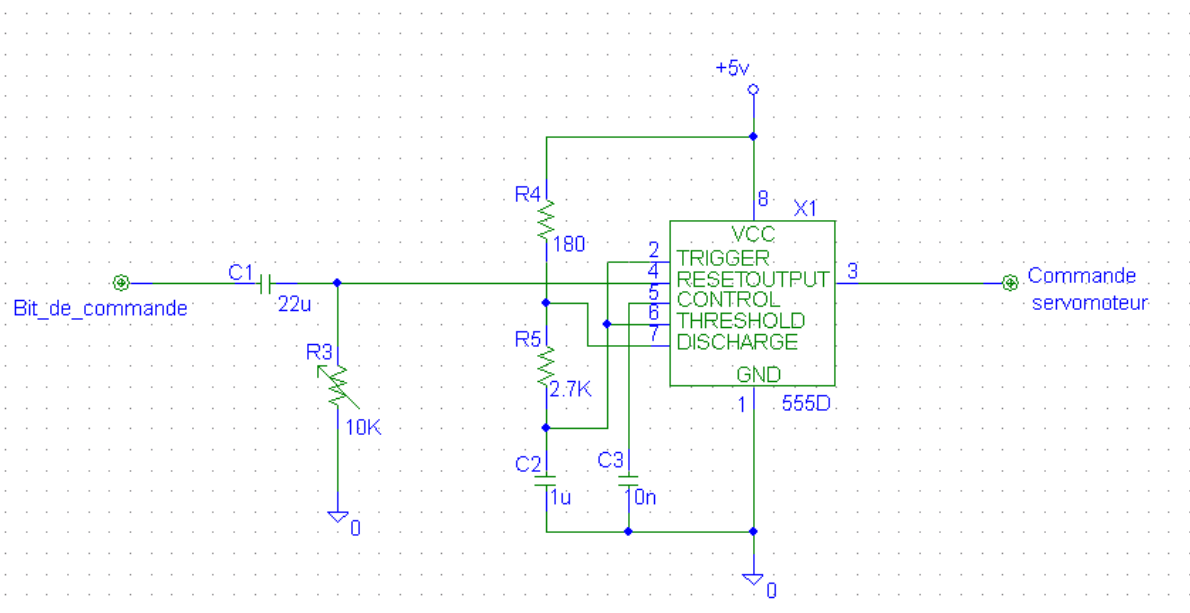 +5v
8
X1
R4
180
VCC
2
TRIGGER
4
RESETOUTPUT
3
5
CONTROL
6
THRESHOLD
7
DISCHARGE
GND
1
555D
C1
22u
Bit_de_commande
Commande
servomoteur
R3
10K
R5
2.7K
C2
1u
C3
10n
0
0